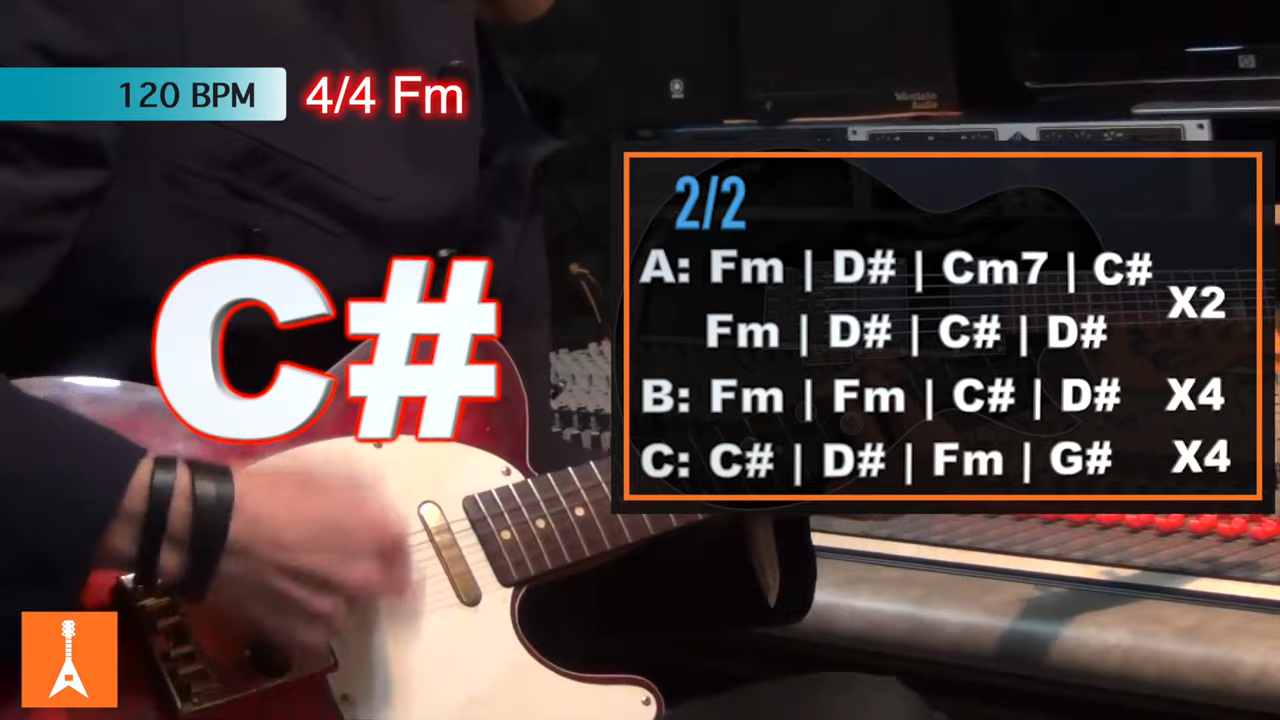 120 BPM
4/4 Fm
C#
2/2
A: Fm | D# | Cm7 | C#
X2
Fm | D# | C# | D#
B: Fm | Fm | C# | D# X4
C: C# | D# | Fm | G# X4